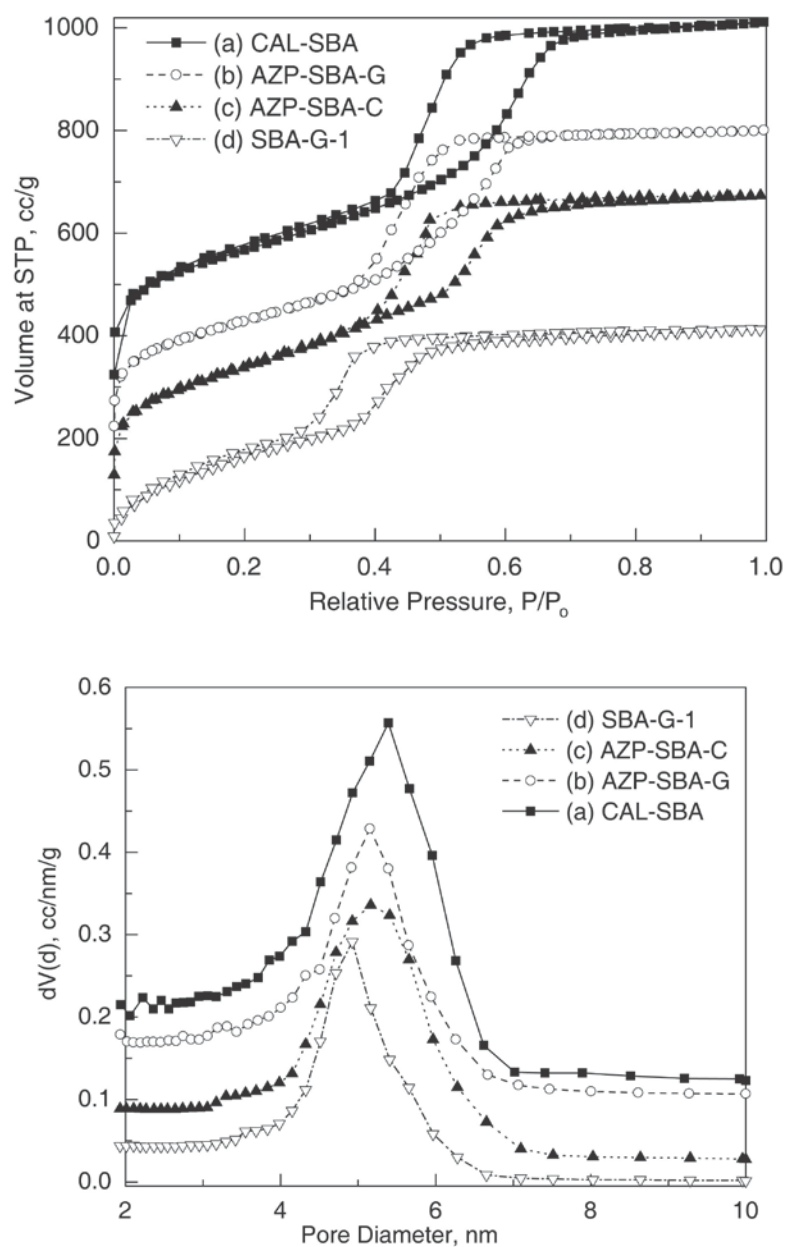 1000
800
600
400
200
0
Volume at STP, cc/g
(a) CAL-SBA
(b) AZP-SBA-G
(c) AZP-SBA-C
(d) SBA-G-1
0.0 0.2 0.4 0.6 0.8 1.0
Relative Pressure, P/Po
0.6
0.5
0.4
0.3
0.2
0.1
0.0
dV(d), cc/nm/g
(d) SBA-G-1
(c) AZP-SBA-C
(b) AZP-SBA-G
(a) CAL-SBA
2 4 6 8 10
Pore Diameter, nm